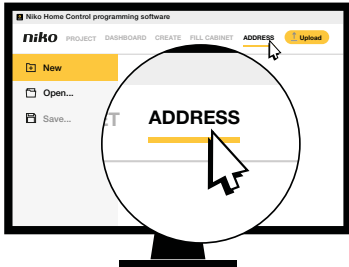 Niko Home Control programming software
niko PROJECT DASHBOARD CREATE FILL CABINET ADDRESS Upload
New
Open...
Save...
T ADDRESS